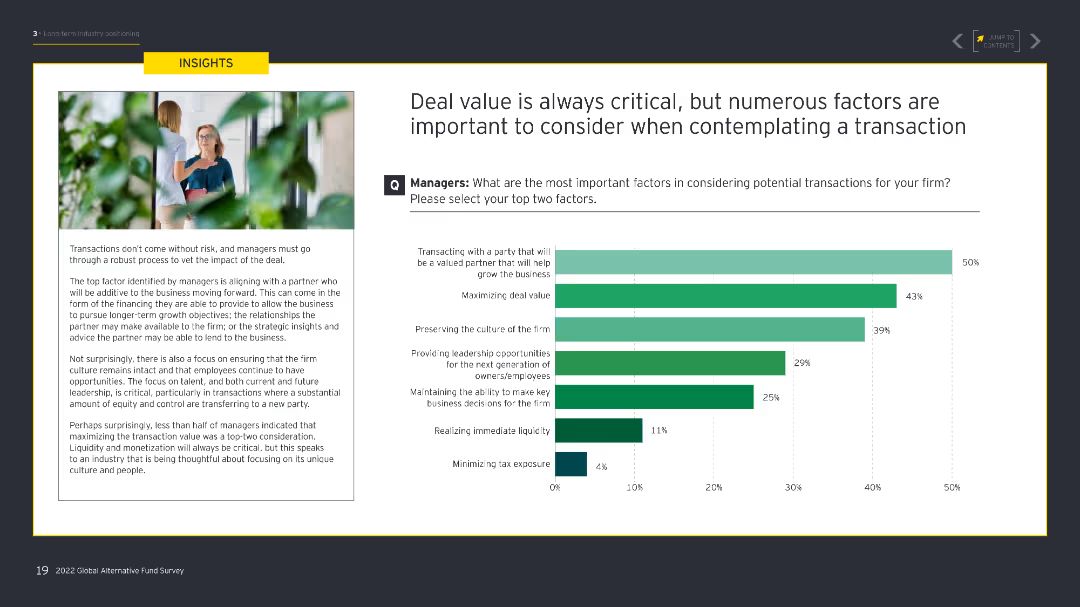 3 • Long-term industry positioning
JUMP TO
CONTENTS
INSIGHTS
Transactions don't come without risk, and managers must go
through a robust process to vet the impact of the deal.
The top factor identified by managers is aligning with a partner who
will be additive to the business moving forward. This can come in the
form of the financing they are able to provide to allow the business
to pursue longer-term growth objectives; the relationships the
partner may make available to the firm; or the strategic insights and
advice the partner may be able to lend to the business.
Not surprisingly, there is also a focus on ensuring that the firm
culture remains intact and that employees continue to have
opportunities. The focus on talent, and both current and future
leadership, is critical, particularly in transactions where a substantial
amount of equity and control are transferring to a new party.
Perhaps surprisingly, less than half of managers indicated that
maximizing the transaction value was a top-two consideration.
Liquidity and monetization will always be critical, but this speaks
to an industry that is being thoughtful about focusing on its unique
culture and people.
Deal value is always critical, but numerous factors are
important to consider when contemplating a transaction
Q Managers: What are the most important factors in considering potential transactions for your firm?
Please select your top two factors.
Transacting with a party that will
be a valued partner that will help
grow the business
50%
Maximizing deal value
43%
Preserving the culture of the firm
39%
Providing leadership opportunities
for the next generation of
owners/employees
29%
Maintaining the ability to make key
business decisions for the firm
25%
Realizing immediate liquidity
11%
Minimizing tax exposure
4%
0% 10% 20% 30% 40% 50%
19 2022 Global Alternative Fund Survey